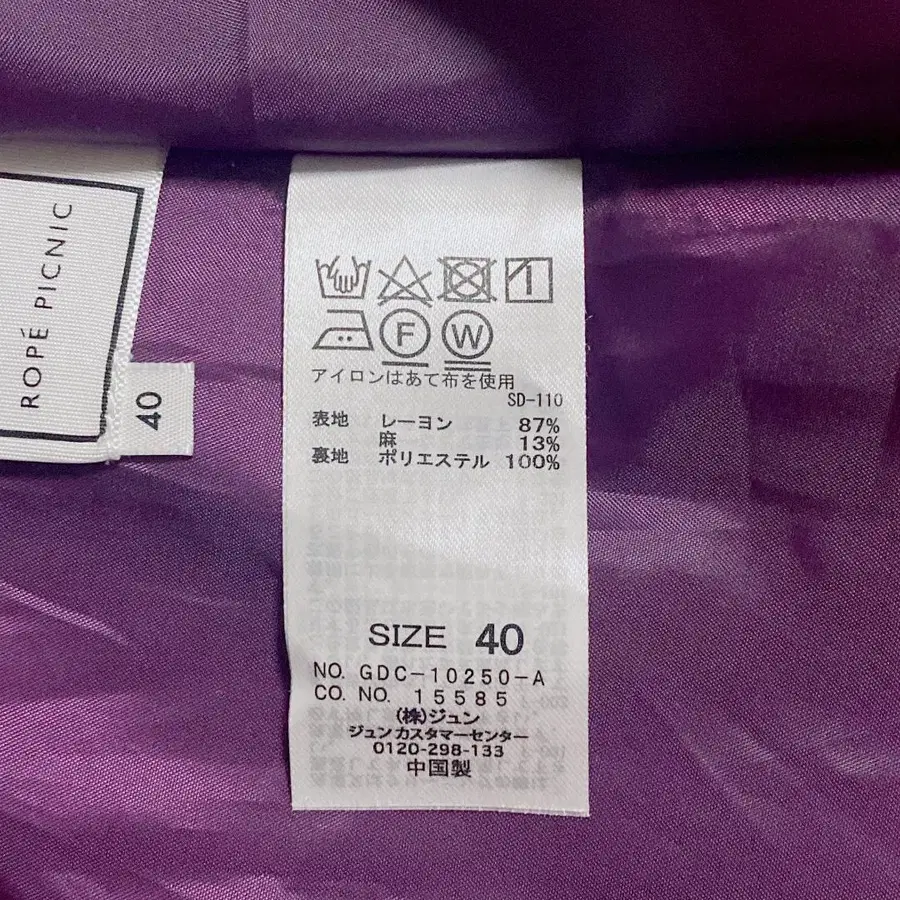 ROPÉ PICNIC
40
F
W
アイロンはあて布を使用
SD-110
表地 レーヨン 87%
麻 13%
裏地 ポリエステル 100%
SIZE 40
NO. GDC-10250-A
CO. NO. 15585
(株)ジュン
ジュンカスタマーセンター
0120-298-133
中国製